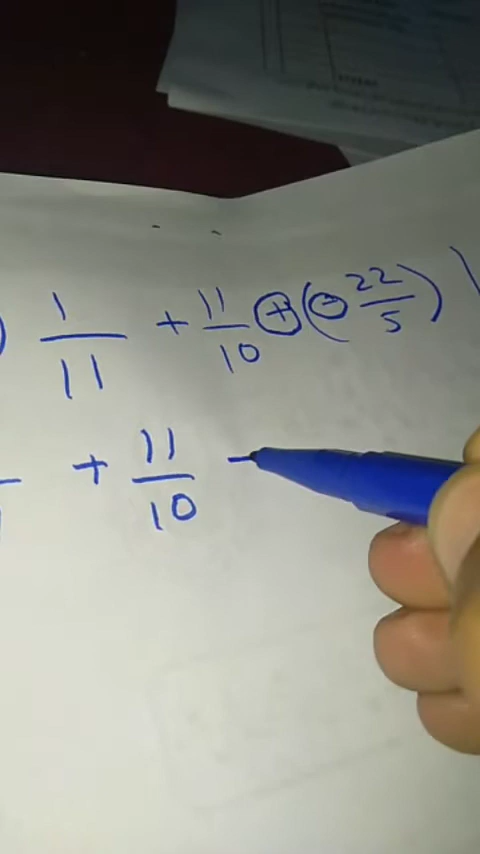 ) 1/11 + 11/10 + (- 22/5)
+ 11/10 -